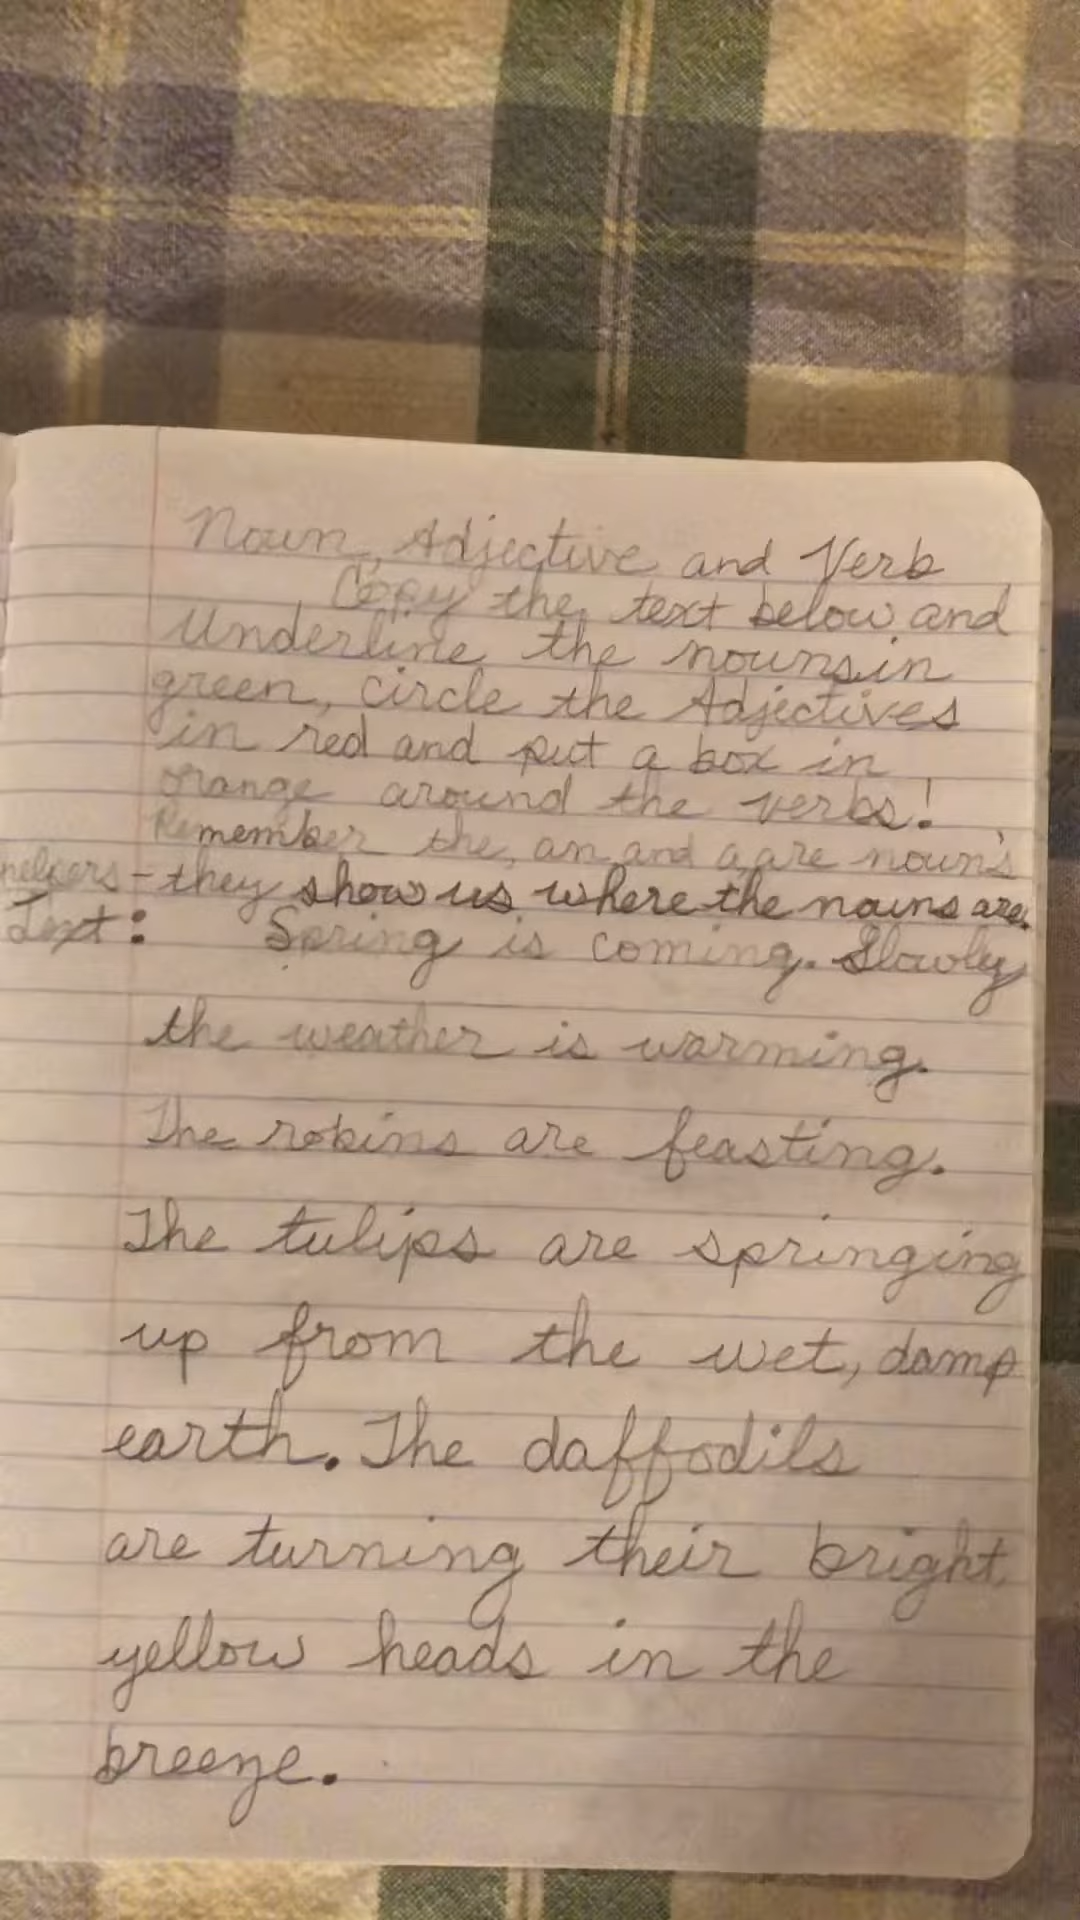 Noun, Adjective and Verb
Copy the text below and
Underline the nouns in
green, circle the Adjectives
in red and put a box in
orange around the verbs!
Remember the, an, and a, are noun's
helpers - they show us where the nouns are.
Text: Spring is coming. Slowly
the weather is warming.
The robins are feasting.
The tulips are springing
up from the wet, damp
earth. The daffodils
are turning their bright
yellow heads in the
breeze.